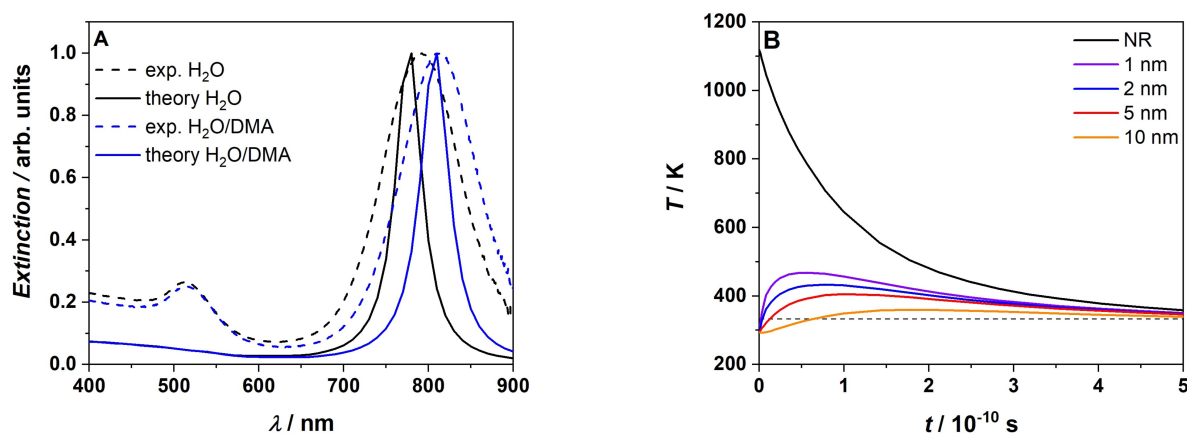 A
exp. H₂O
theory H₂O
exp. H₂O/DMA
theory H₂O/DMA
Extinction / arb. units
1.0
0.8
0.6
0.4
0.2
0.0
400 500 600 700 800 900
λ / nm
B
NR
1 nm
2 nm
5 nm
10 nm
T / K
1200
1000
800
600
400
200
0 1 2 3 4 5
t / 10⁻¹⁰ s